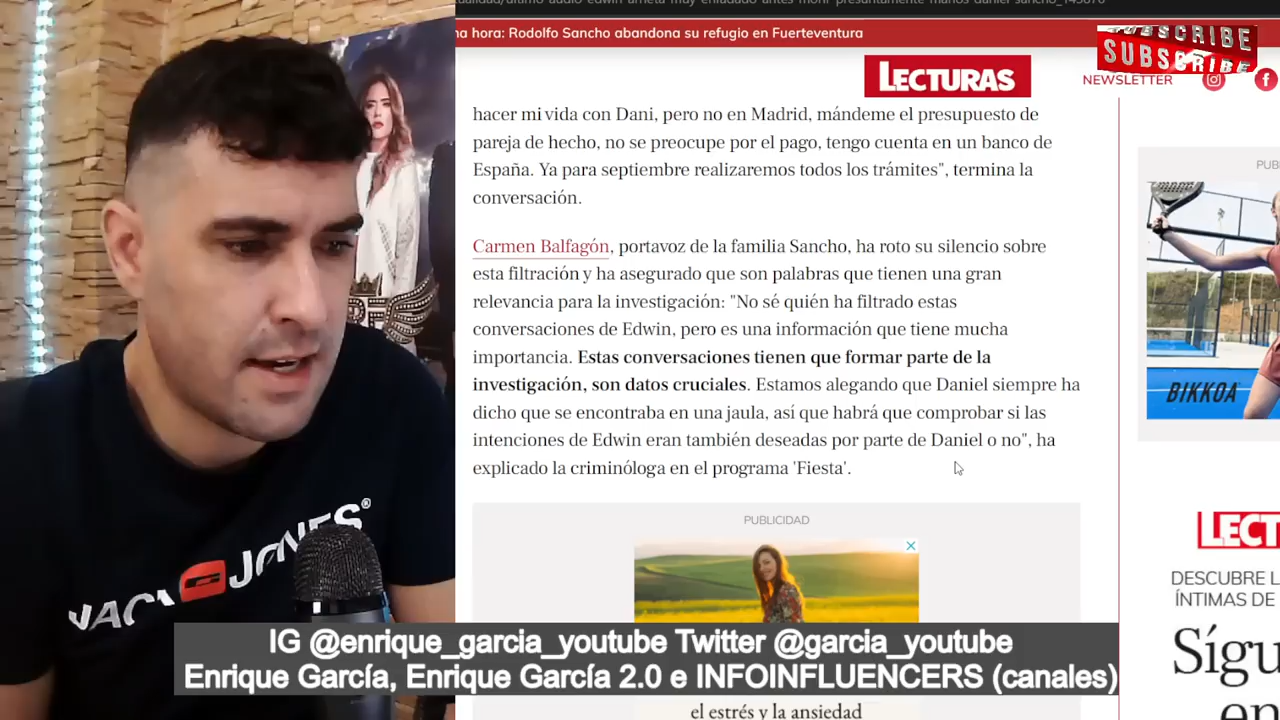 na hora: Rodolfo Sancho abandona su refugio en Fuerteventura
SUBSCRIBE
SUBSCRIBE
LECTURAS
NEWSLETTER
hacer mi vida con Dani, pero no en Madrid, mándeme el presupuesto de
pareja de hecho, no se preocupe por el pago, tengo cuenta en un banco de
España. Ya para septiembre realizaremos todos los trámites", termina la
conversación.
Carmen Balfagón, portavoz de la familia Sancho, ha roto su silencio sobre
esta filtración y ha asegurado que son palabras que tienen una gran
relevancia para la investigación: "No sé quién ha filtrado estas
conversaciones de Edwin, pero es una información que tiene mucha
importancia. Estas conversaciones tienen que formar parte de la
investigación, son datos cruciales. Estamos alegando que Daniel siempre ha
dicho que se encontraba en una jaula, así que habrá que comprobar si las
intenciones de Edwin eran también deseadas por parte de Daniel o no", ha
explicado la criminóloga en el programa 'Fiesta'.
PUBLICIDAD
el estrés y la ansiedad
PUB
BIKKOA
LECT
DESCUBRE L
ÍNTIMAS DE
Sígu
en
JACK JONES®
IG @enrique_garcia_youtube Twitter @garcia_youtube
Enrique García, Enrique García 2.0 e INFOINFLUENCERS (canales)